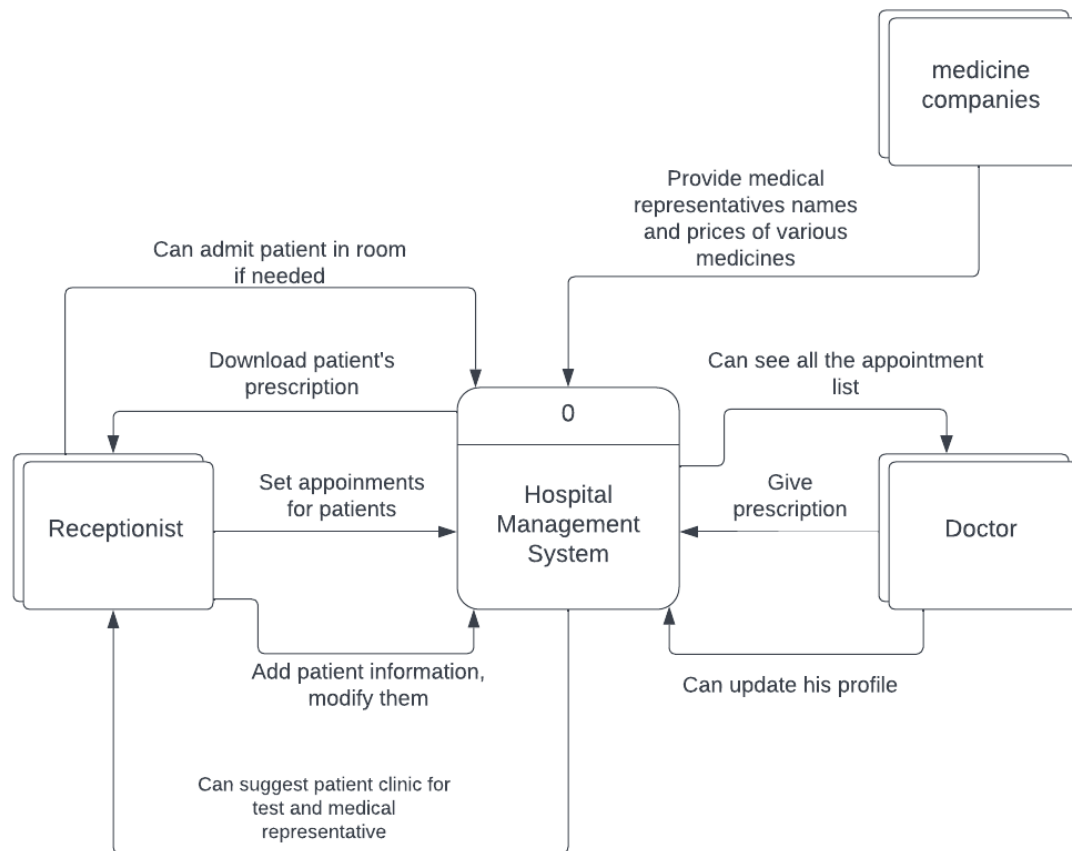 medicine
companies
Provide medical
representatives names
and prices of various
medicines
Can admit patient in room
if needed
Download patient's
prescription
Can see all the appointment
list
0
Hospital
Management
System
Receptionist
Set appoinments
for patients
Give
prescription
Doctor
Add patient information,
modify them
Can update his profile
Can suggest patient clinic for
test and medical
representative